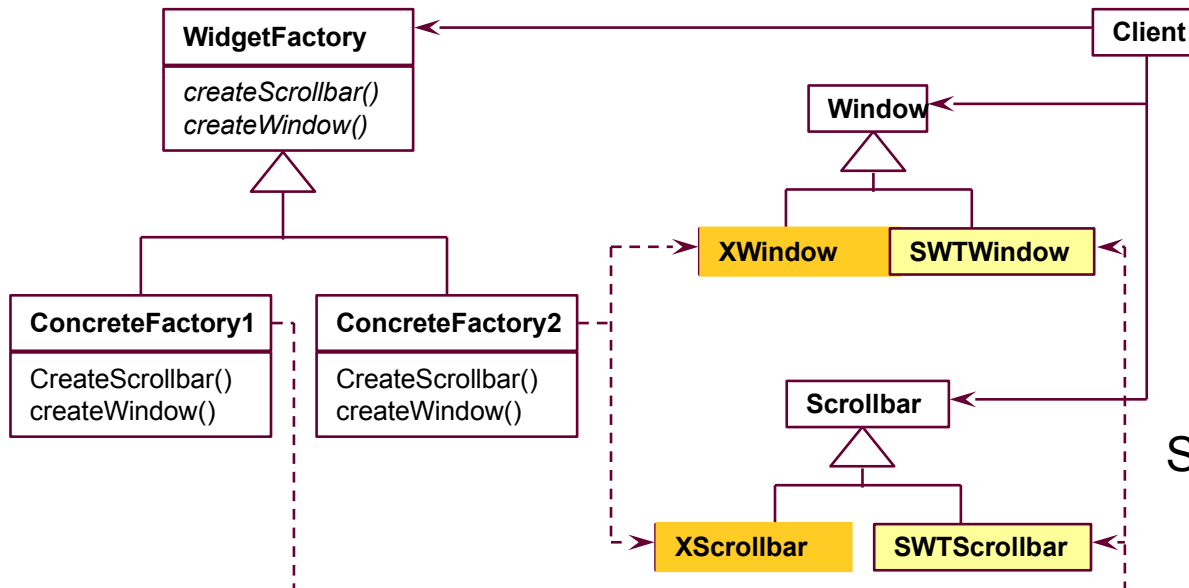 WidgetFactory
createScrollbar()
createWindow()
Client
Window
XWindow
SWTWindow
ConcreteFactory1
CreateScrollbar()
createWindow()
ConcreteFactory2
CreateScrollbar()
createWindow()
Scrollbar
XScrollbar
SWTScrollbar
S